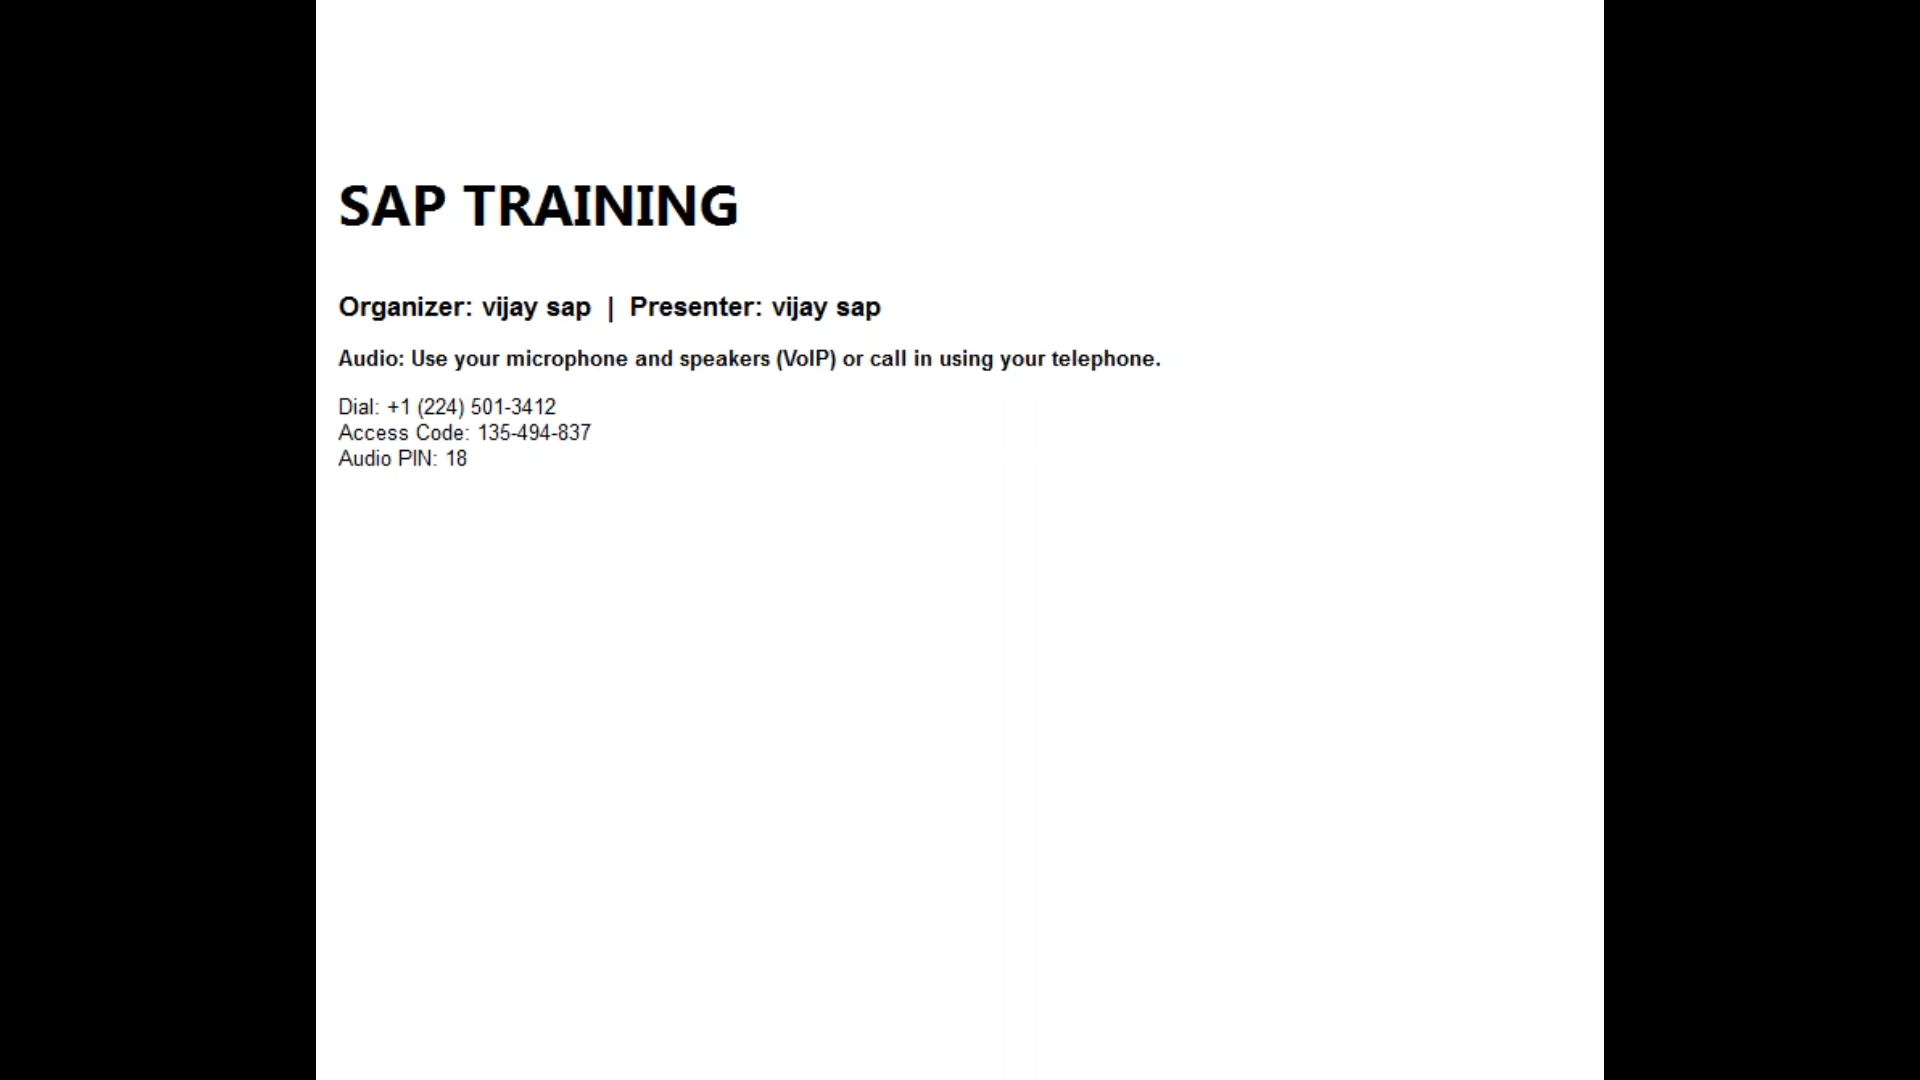 SAP TRAINING
Organizer: vijay sap | Presenter: vijay sap
Audio: Use your microphone and speakers (VoIP) or call in using your telephone.
Dial: +1 (224) 501-3412
Access Code: 135-494-837
Audio PIN: 18